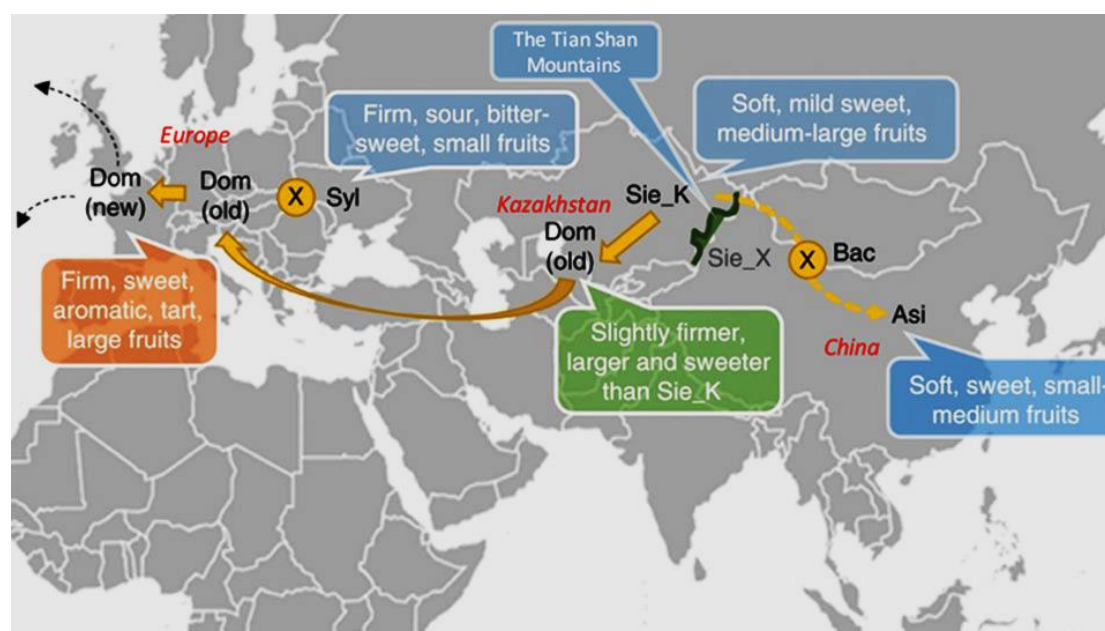 The Tian Shan
Mountains
Firm, sour, bitter-
sweet, small fruits
Soft, mild sweet,
medium-large fruits
Europe
Dom
(new)
Dom
(old)
X
Syl
Kazakhstan
Sie_K
Dom
(old)
Sie_X
X
Bac
Asi
China
Firm, sweet,
aromatic, tart,
large fruits
Slightly firmer,
larger and sweeter
than Sie_K
Soft, sweet, small-
medium fruits